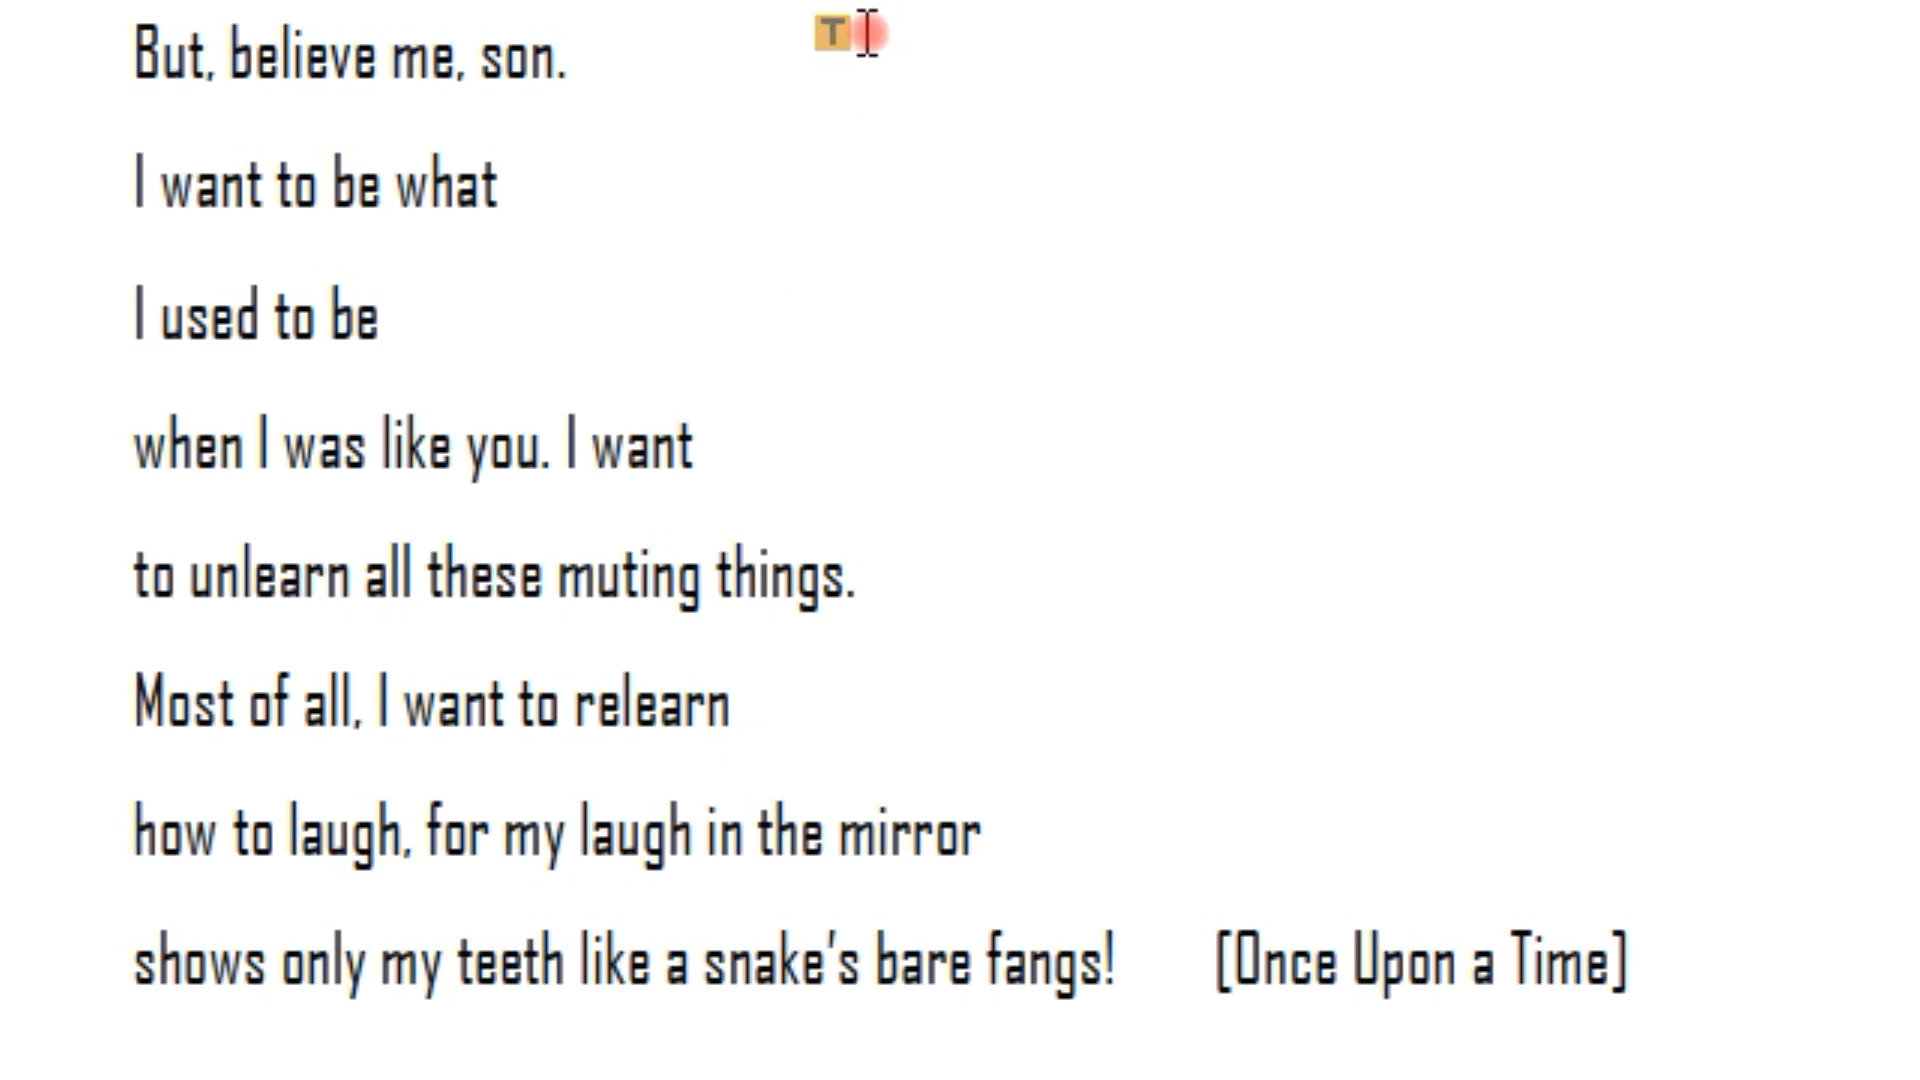 But, believe me, son.
I want to be what
I used to be
when I was like you. I want
to unlearn all these muting things.
Most of all, I want to relearn
how to laugh, for my laugh in the mirror
shows only my teeth like a snake's bare fangs! [Once Upon a Time]
T